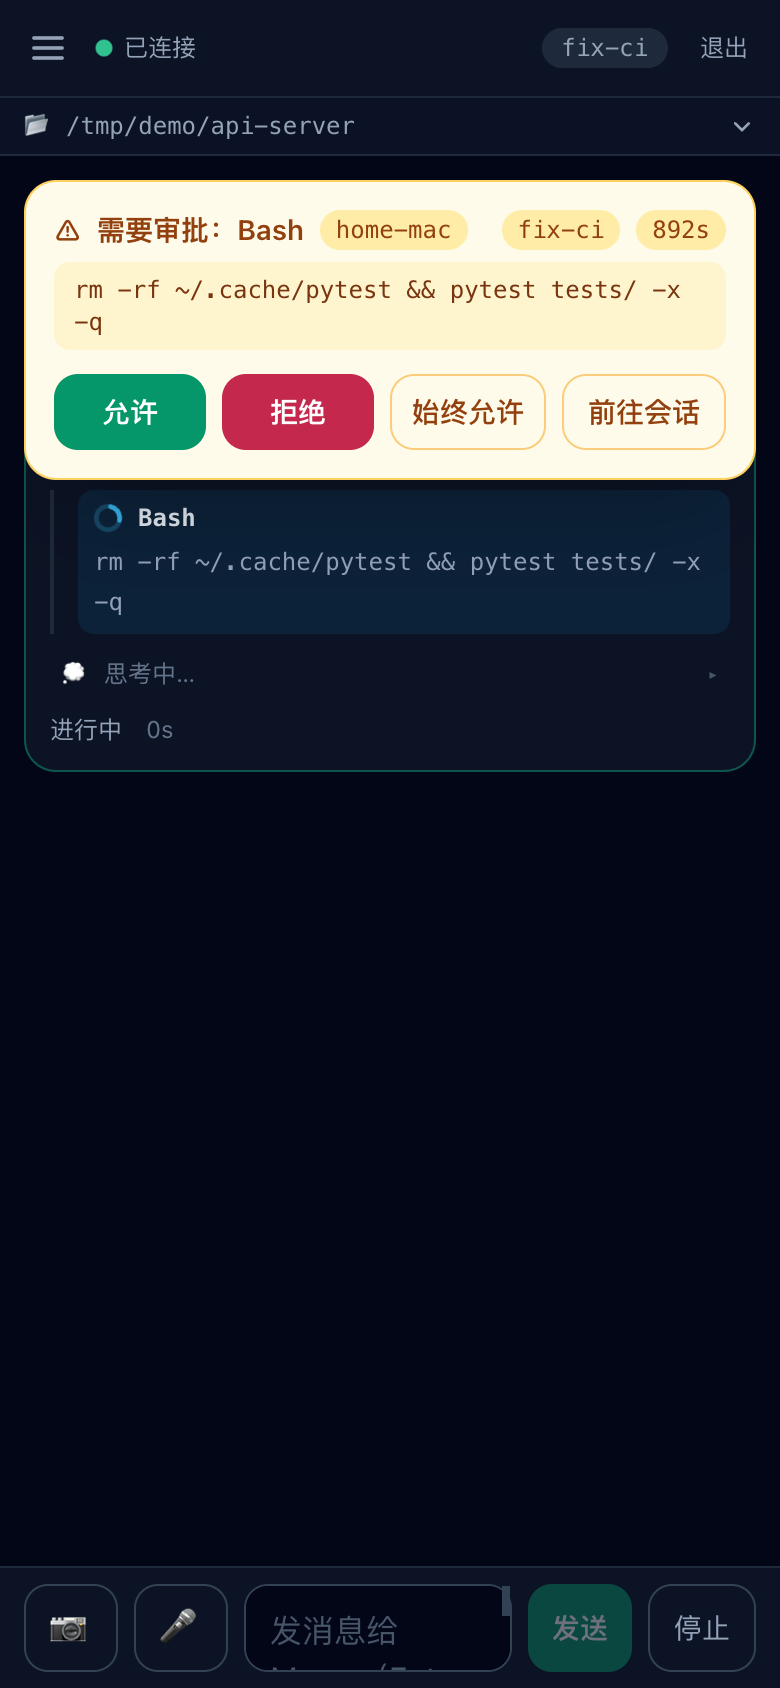 已连接 fix-ci 退出
/tmp/demo/api-server
需要审批: Bash home-mac fix-ci 892s
rm -rf ~/.cache/pytest && pytest tests/ -x
-q
允许 拒绝 始终允许 前往会话
Bash
rm -rf ~/.cache/pytest && pytest tests/ -x
-q
思考中...
进行中 0s
发消息给
发送 停止